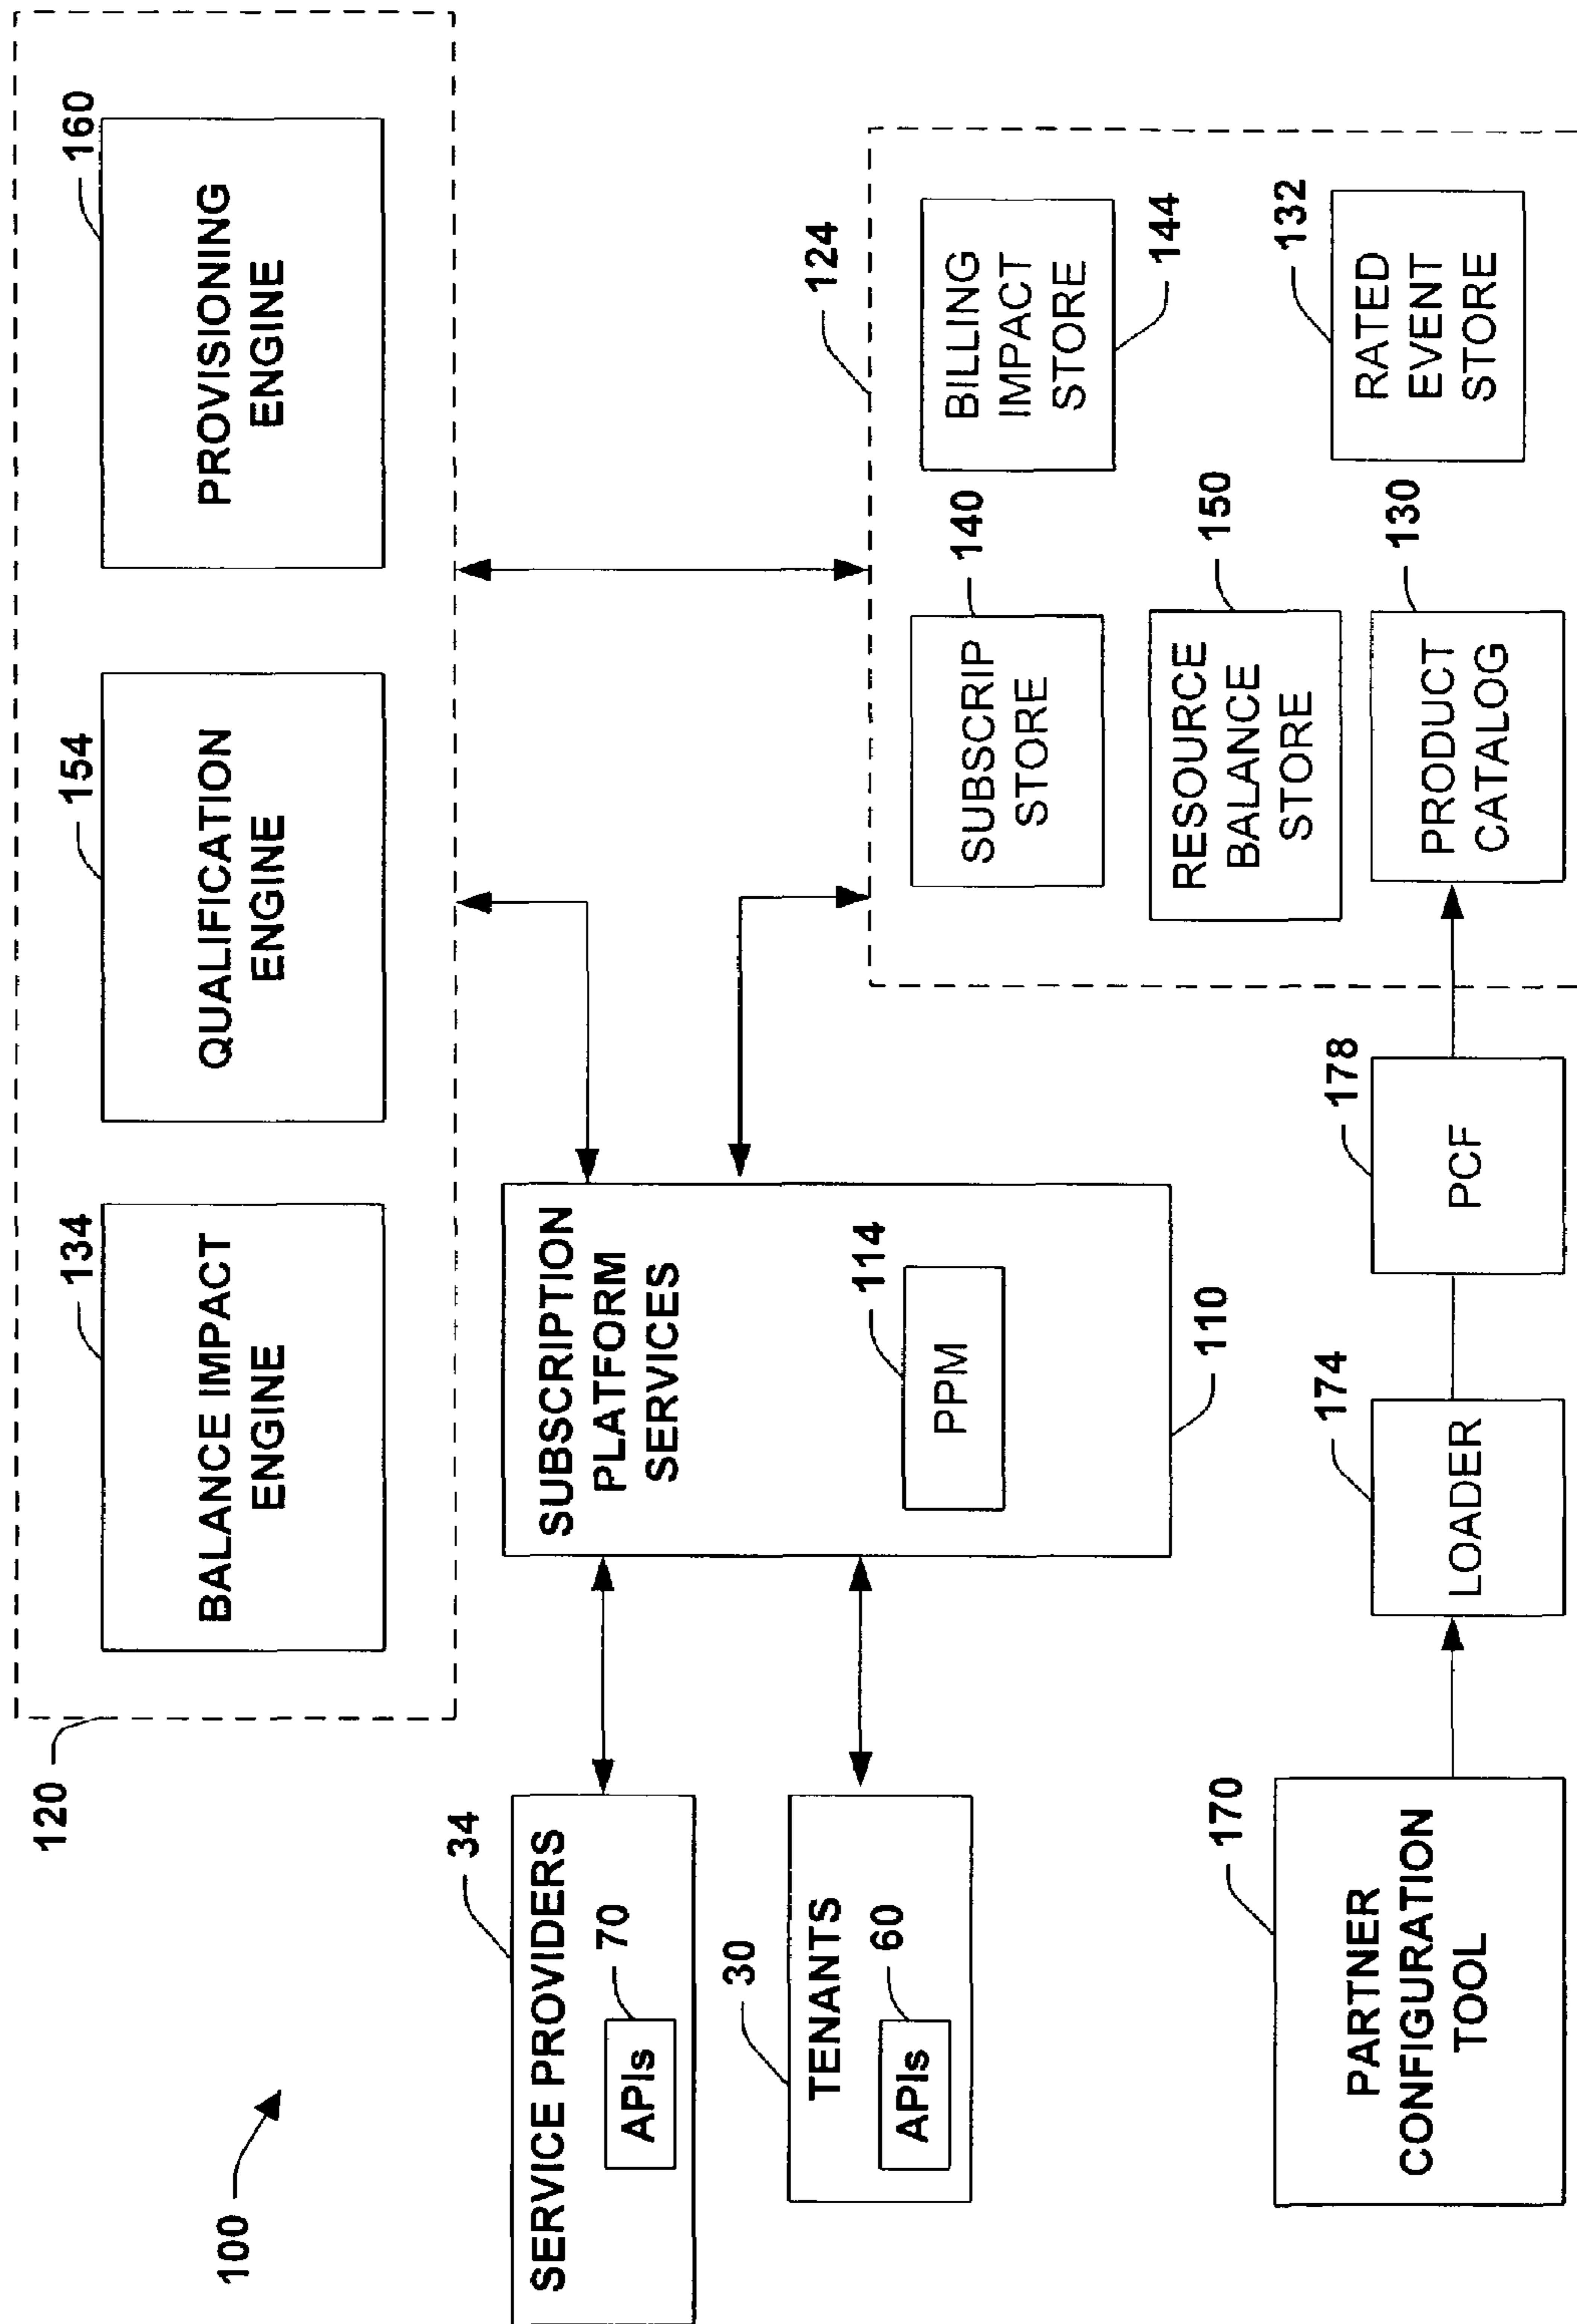 100
120
134
BALANCE IMPACT
ENGINE
154
QUALIFICATION
ENGINE
160
PROVISIONING
ENGINE
SERVICE PROVIDERS
34
70
APIs
TENANTS
30
60
APIs
SUBSCRIPTION
PLATFORM
SERVICES
114
PPM
110
124
SUBSCRIP
STORE
140
BILLING
IMPACT
STORE
144
RESOURCE
BALANCE
STORE
150
RATED
EVENT
STORE
132
PRODUCT
CATALOG
130
PARTNER
CONFIGURATION
TOOL
170
LOADER
174
PCF
178